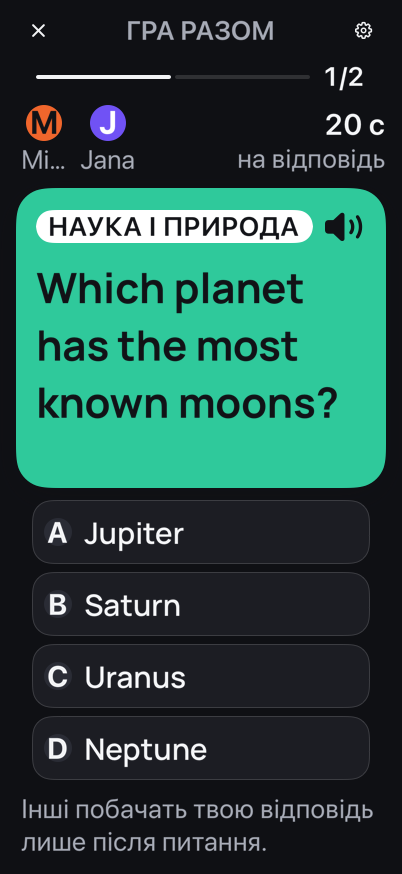 ГРА РАЗОМ
1/2
M J
Mi... Jana
20 с
на відповідь
НАУКА І ПРИРОДА
Which planet
has the most
known moons?
A Jupiter
B Saturn
C Uranus
D Neptune
Інші побачать твою відповідь
лише після питання.